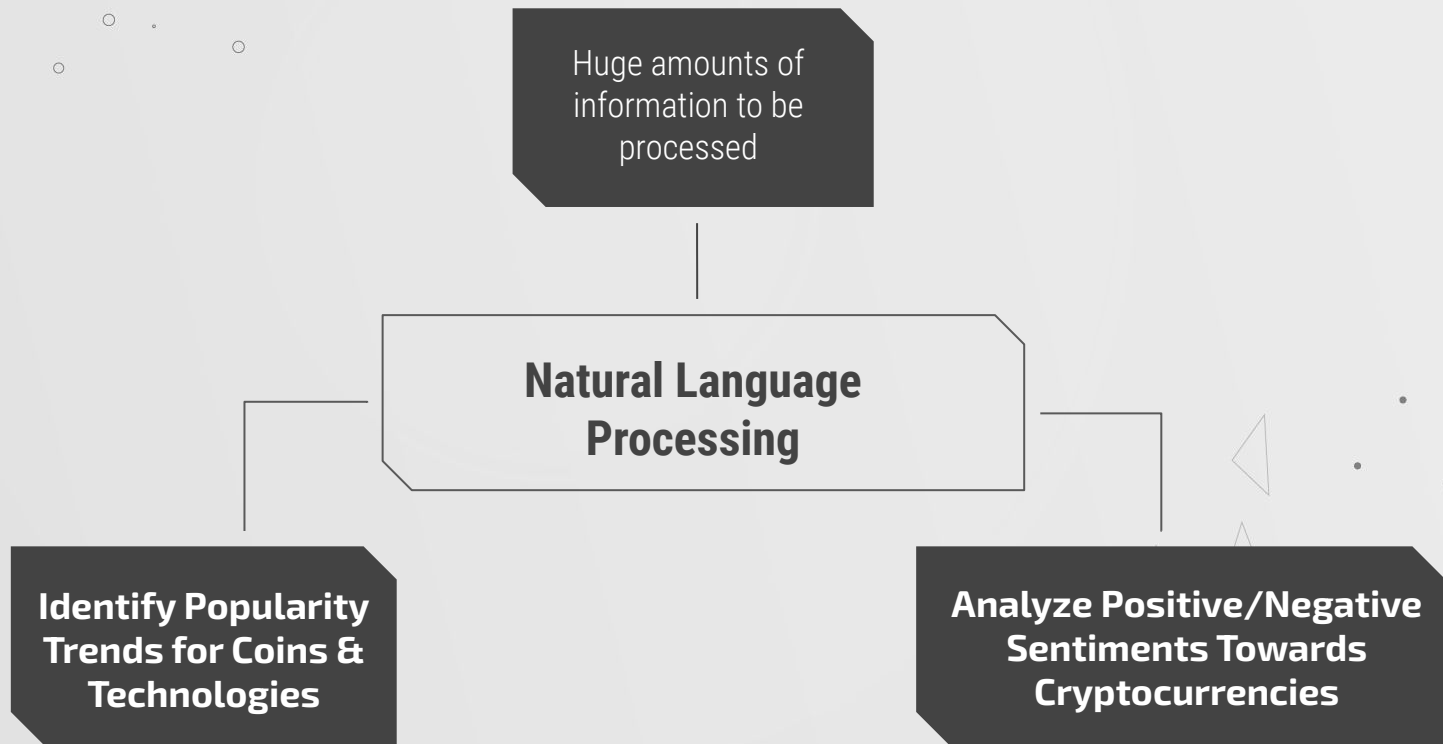 Huge amounts of
information to be
processed
Natural Language
Processing
Identify Popularity
Trends for Coins &
Technologies
Analyze Positive/Negative
Sentiments Towards
Cryptocurrencies